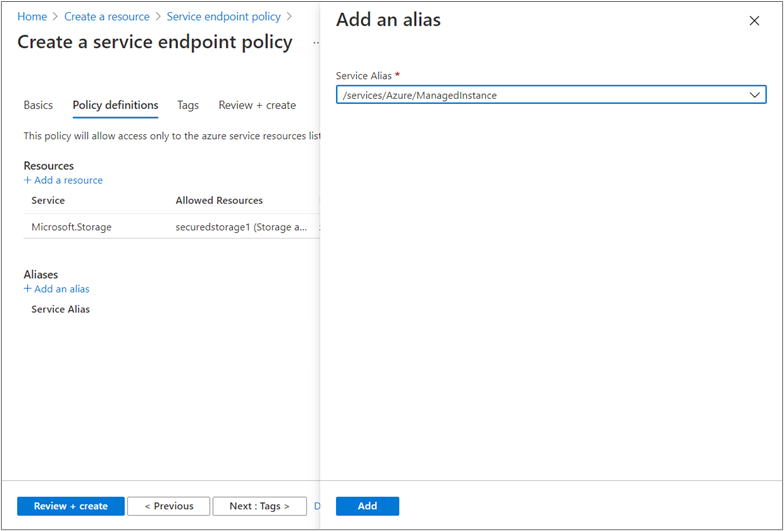 Home > Create a resource > Service endpoint policy >
Create a service endpoint policy ...
Basics Policy definitions Tags Review + create
This policy will allow access only to the azure service resources list
Resources
+ Add a resource
Service Allowed Resources
Microsoft.Storage securedstorage1 (Storage a...
Aliases
+ Add an alias
Service Alias
Review + create < Previous Next : Tags > D
Add an alias
Service Alias *
/services/Azure/ManagedInstance
Add